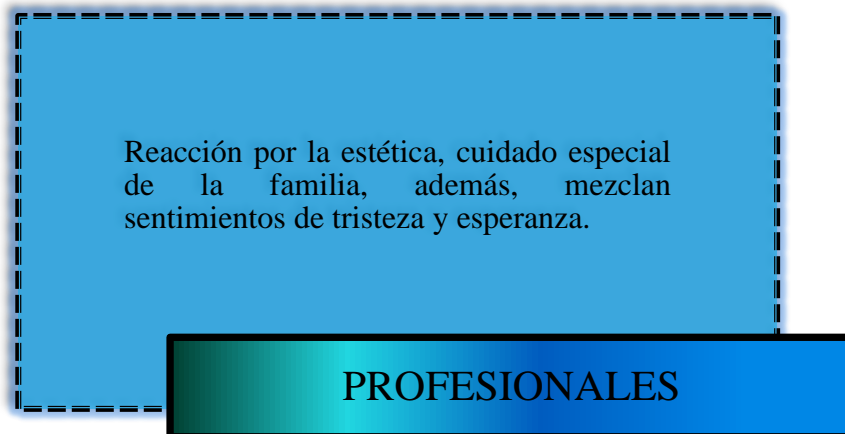 Reacción por la estética, cuidado especial
de la familia, además, mezclan
sentimientos de tristeza y esperanza.
PROFESIONALES